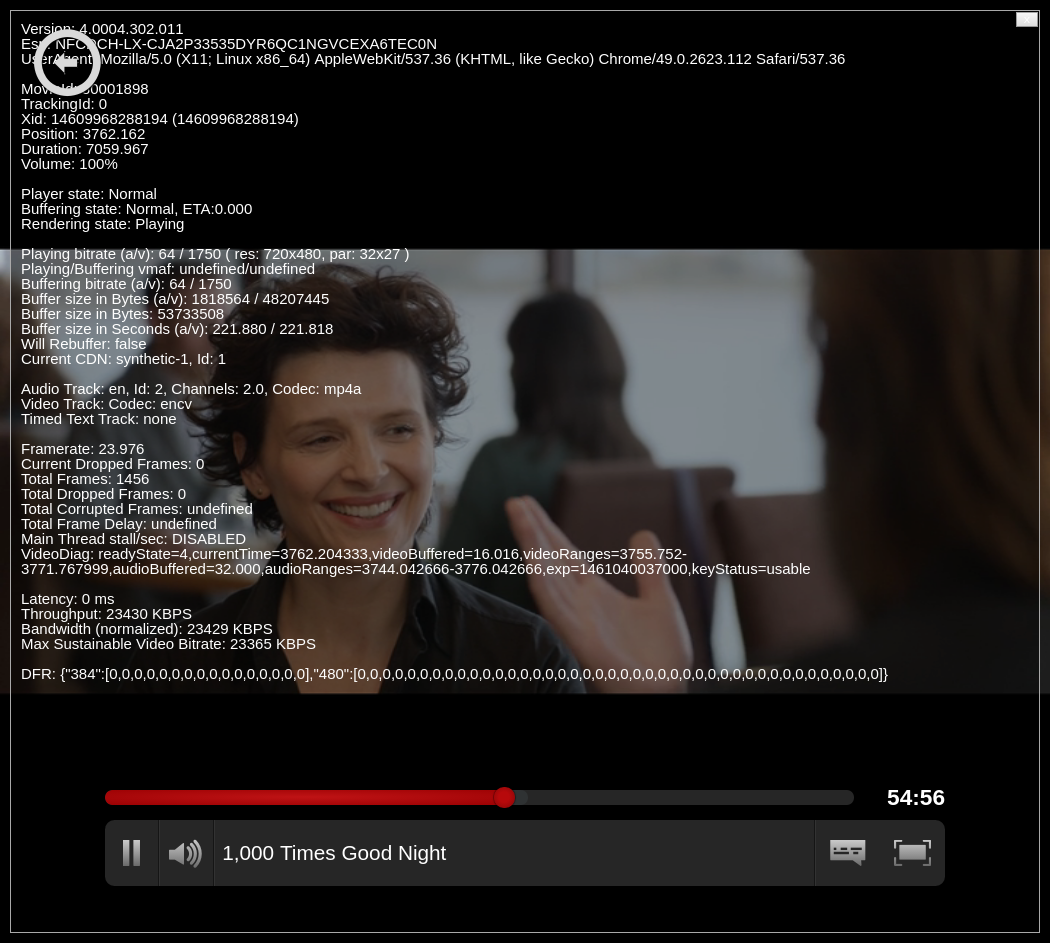 Version: 4.0004.302.011
Esn: NFCDCH-LX-CJA2P33535DYR6QC1NGVCEXA6TEC0N
UserAgent: Mozilla/5.0 (X11; Linux x86_64) AppleWebKit/537.36 (KHTML, like Gecko) Chrome/49.0.2623.112 Safari/537.36
MovieId: 80001898
TrackingId: 0
Xid: 14609968288194 (14609968288194)
Position: 3762.162
Duration: 7059.967
Volume: 100%
Player state: Normal
Buffering state: Normal, ETA:0.000
Rendering state: Playing
Playing bitrate (a/v): 64 / 1750 ( res: 720x480, par: 32x27 )
Playing/Buffering vmaf: undefined/undefined
Buffering bitrate (a/v): 64 / 1750
Buffer size in Bytes (a/v): 1818564 / 48207445
Buffer size in Bytes: 53733508
Buffer size in Seconds (a/v): 221.880 / 221.818
Will Rebuffer: false
Current CDN: synthetic-1, Id: 1
Audio Track: en, Id: 2, Channels: 2.0, Codec: mp4a
Video Track: Codec: encv
Timed Text Track: none
Framerate: 23.976
Current Dropped Frames: 0
Total Frames: 1456
Total Dropped Frames: 0
Total Corrupted Frames: undefined
Total Frame Delay: undefined
Main Thread stall/sec: DISABLED
VideoDiag: readyState=4,currentTime=3762.204333,videoBuffered=16.016,videoRanges=3755.752-
3771.767999,audioBuffered=32.000,audioRanges=3744.042666-3776.042666,exp=1461040037000,keyStatus=usable
Latency: 0 ms
Throughput: 23430 KBPS
Bandwidth (normalized): 23429 KBPS
Max Sustainable Video Bitrate: 23365 KBPS
DFR: {"384":[0,0,0,0,0,0,0,0,0,0,0,0,0,0,0,0],"480":[0,0,0,0,0,0,0,0,0,0,0,0,0,0,0,0,0,0,0,0,0,0,0,0,0,0,0,0,0,0,0,0,0,0,0,0,0,0,0,0,0,0]}
54:56
1,000 Times Good Night